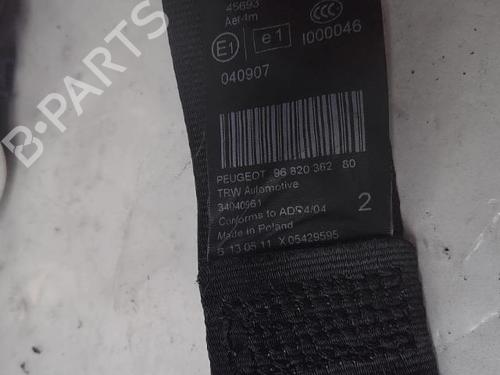 45693
Aer4m
E1 e1 CCC I000046
040907
PEUGEOT 96 820 362 80
TRW Automotive
34040961
Conforms to ADR4/04
Made in Poland 2
S 13 05 11 X 05429595
B-PARTS